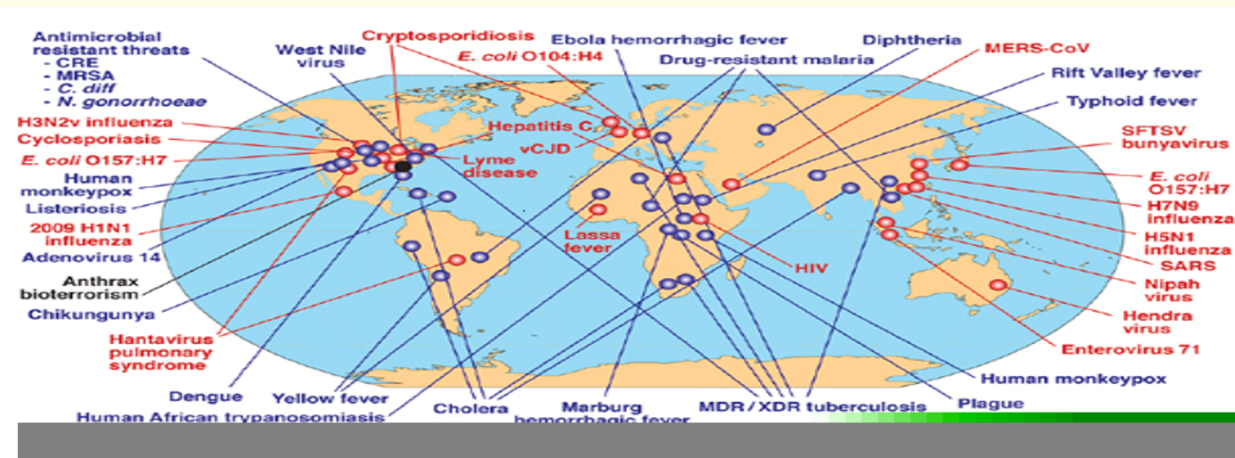 Antimicrobial
resistant threats
- CRE
- MRSA
- C. diff
- N. gonorrhoeae
West Nile
virus
Cryptosporidiosis
E. coli O104:H4
Ebola hemorrhagic fever
Drug-resistant malaria
Diphtheria
MERS-CoV
Rift Valley fever
Typhoid fever
H3N2v influenza
Cyclosporiasis
E. coli O157:H7
Human
monkeypox
Listeriosis
2009 H1N1
influenza
Adenovirus 14
Anthrax
bioterrorism
Chikungunya
Hantavirus
pulmonary
syndrome
Dengue
Yellow fever
Human African trypanosomiasis
Hepatitis C
vCJD
Lyme
disease
Lassa
fever
HIV
Cholera
Marburg
hemorrhagic fever
MDR/XDR tuberculosis
Plague
Human monkeypox
SFTSV
bunyavirus
E. coli
O157:H7
H7N9
influenza
H5N1
influenza
SARS
Nipah
virus
Hendra
virus
Enterovirus 71